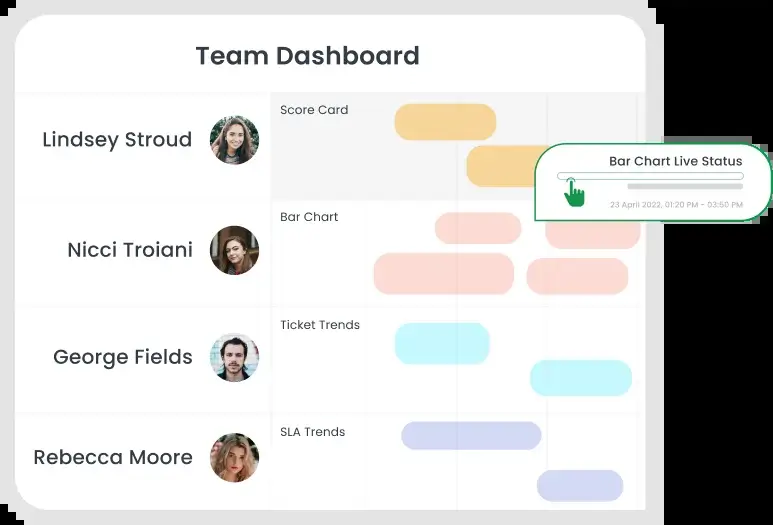 Team Dashboard
Lindsey Stroud
Score Card
Bar Chart Live Status
23 April 2022, 01:20 PM - 03:50 PM
Nicci Troiani
Bar Chart
George Fields
Ticket Trends
Rebecca Moore
SLA Trends